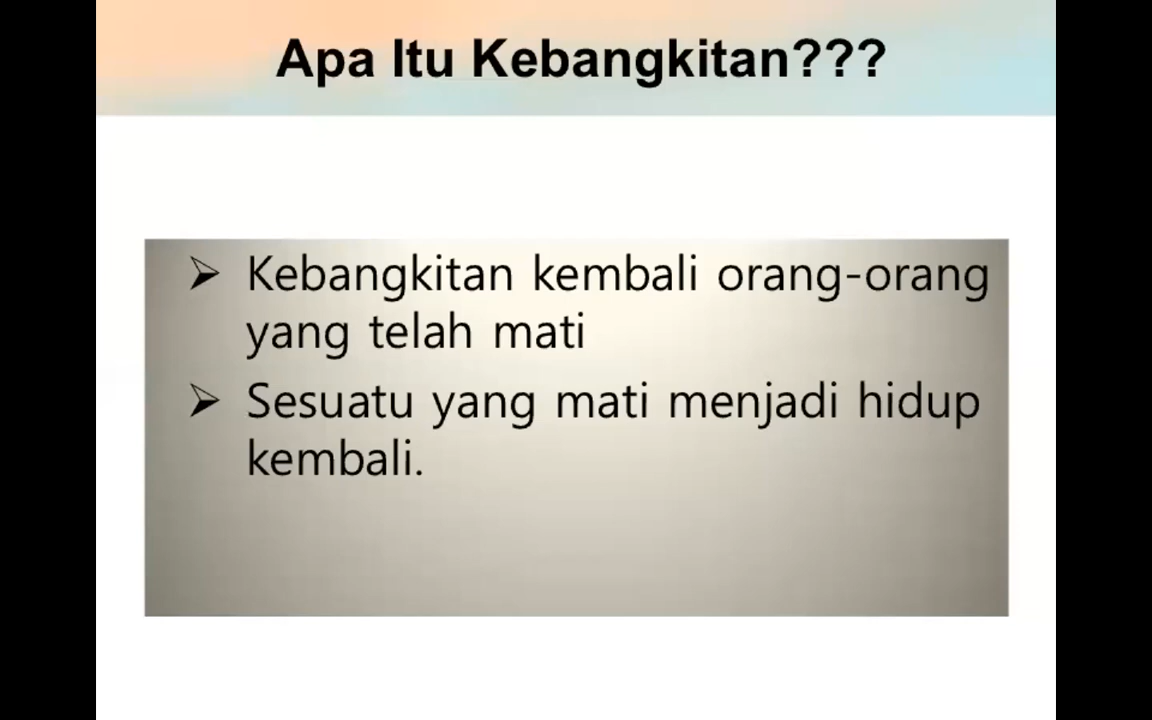 Apa Itu Kebangkitan???
➢ Kebangkitan kembali orang-orang
yang telah mati
➢ Sesuatu yang mati menjadi hidup
kembali.